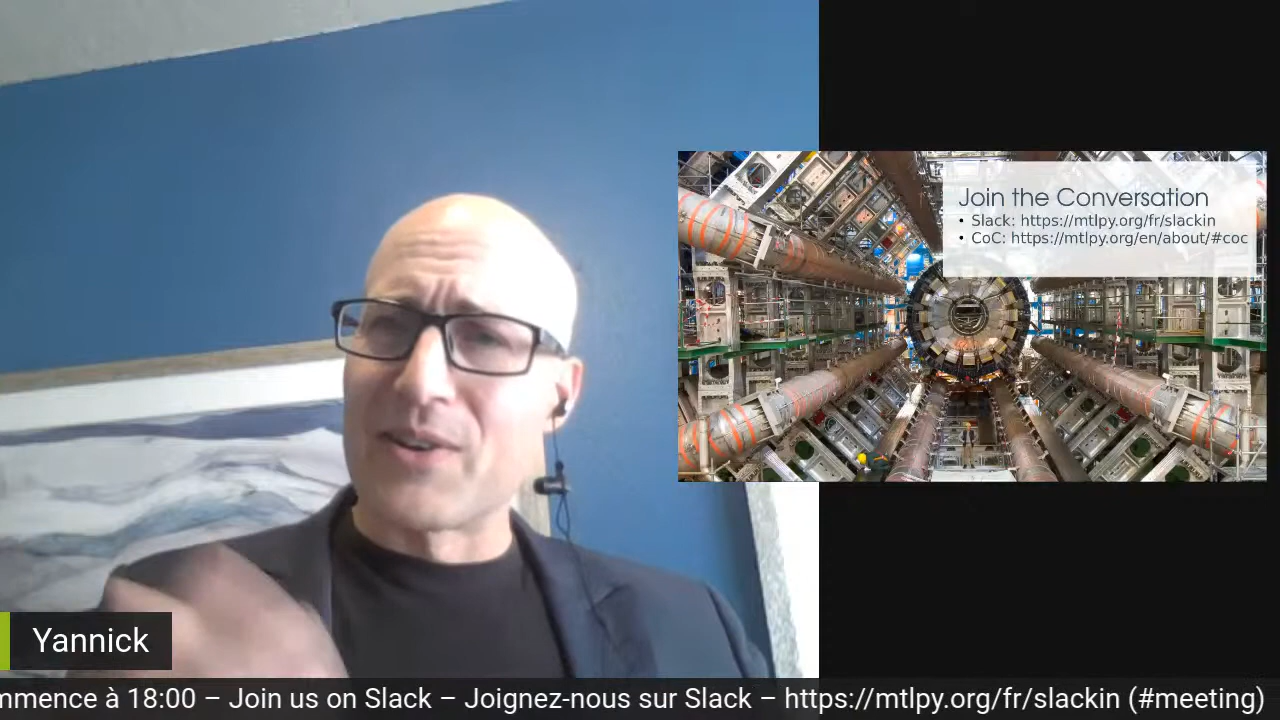 Join the Conversation
• Slack: https://mtlpy.org/fr/slackin
• CoC: https://mtlpy.org/en/about/#coc
Yannick
mmence à 18:00 – Join us on Slack – Joignez-nous sur Slack – https://mtlpy.org/fr/slackin (#meeting)